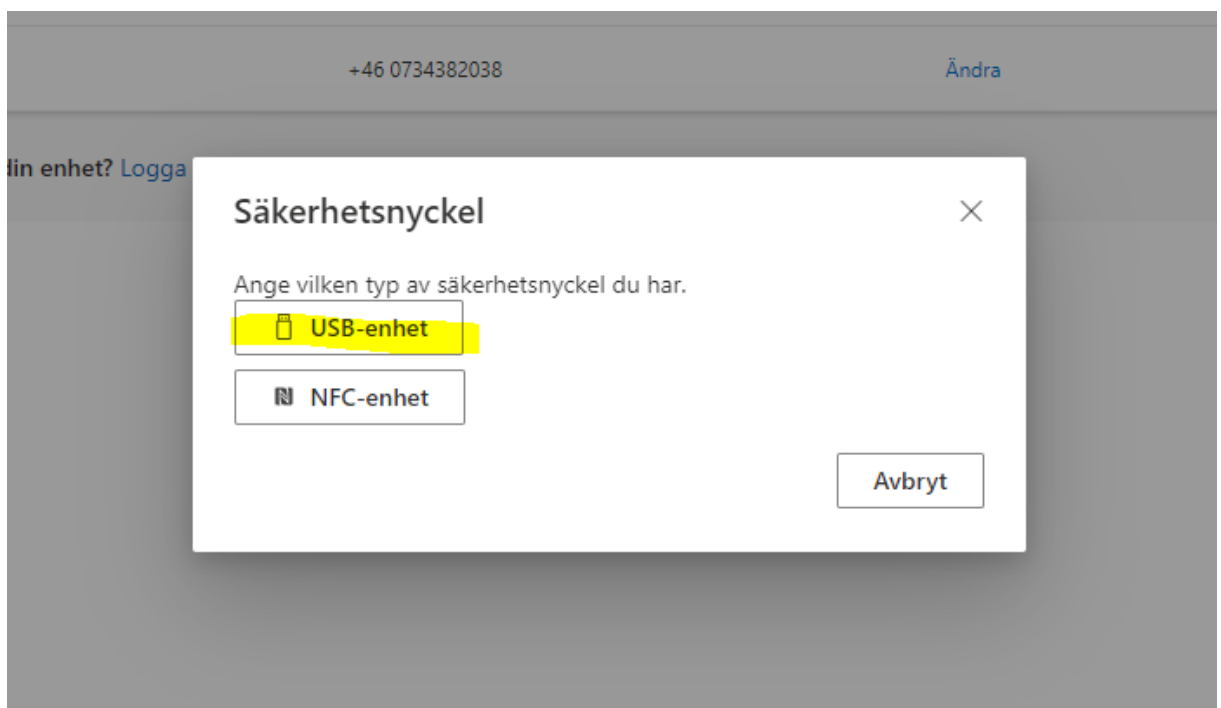 +46 0734382038 Ändra
din enhet? Logga
Säkerhetsnyckel
Ange vilken typ av säkerhetsnyckel du har.
USB-enhet
NFC-enhet
Avbryt